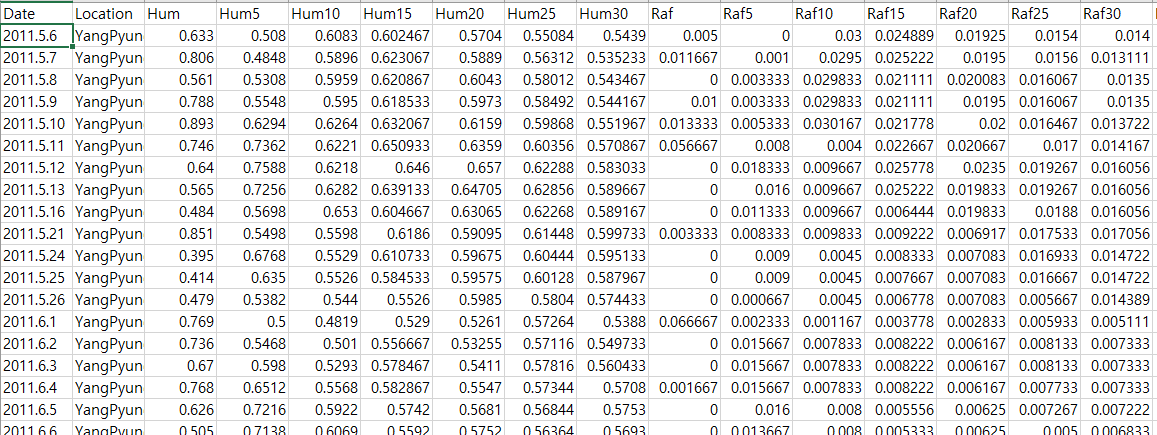 Date Location Hum Hum5 Hum10 Hum15 Hum20 Hum25 Hum30 Raf Raf5 Raf10 Raf15 Raf20 Raf25 Raf30
2011.5.6 YangPyun 0.633 0.508 0.6083 0.602467 0.5704 0.55084 0.5439 0.005 0 0.03 0.024889 0.01925 0.0154 0.014
2011.5.7 YangPyun 0.806 0.4848 0.5896 0.623067 0.5889 0.56312 0.535233 0.011667 0.001 0.0295 0.025222 0.0195 0.0156 0.013111
2011.5.8 YangPyun 0.561 0.5308 0.5959 0.620867 0.6043 0.58012 0.543467 0 0.003333 0.029833 0.021111 0.020083 0.016067 0.0135
2011.5.9 YangPyun 0.788 0.5548 0.595 0.618533 0.5973 0.58492 0.544167 0.01 0.003333 0.029833 0.021111 0.0195 0.016067 0.0135
2011.5.10 YangPyun 0.893 0.6294 0.6264 0.632067 0.6159 0.59868 0.551967 0.013333 0.005333 0.030167 0.021778 0.02 0.016467 0.013722
2011.5.11 YangPyun 0.746 0.7362 0.6221 0.650933 0.6359 0.60356 0.570867 0.056667 0.008 0.004 0.022667 0.020667 0.017 0.014167
2011.5.12 YangPyun 0.64 0.7588 0.6218 0.646 0.657 0.62288 0.583033 0 0.018333 0.009667 0.025778 0.0235 0.019267 0.016056
2011.5.13 YangPyun 0.565 0.7256 0.6282 0.639133 0.64705 0.62856 0.589667 0 0.016 0.009667 0.025222 0.019833 0.019267 0.016056
2011.5.16 YangPyun 0.484 0.5698 0.653 0.604667 0.63065 0.62268 0.589167 0 0.011333 0.009667 0.006444 0.019833 0.0188 0.016056
2011.5.21 YangPyun 0.851 0.5498 0.5598 0.6186 0.59095 0.61448 0.599733 0.003333 0.008333 0.009833 0.009222 0.006917 0.017533 0.017056
2011.5.24 YangPyun 0.395 0.6768 0.5529 0.610733 0.59675 0.60444 0.595133 0 0.009 0.0045 0.008333 0.007083 0.016933 0.014722
2011.5.25 YangPyun 0.414 0.635 0.5526 0.584533 0.59575 0.60128 0.587967 0 0.009 0.0045 0.007667 0.007083 0.016667 0.014722
2011.5.26 YangPyun 0.479 0.5382 0.544 0.5526 0.5985 0.5804 0.574433 0 0.000667 0.0045 0.006778 0.007083 0.005667 0.014389
2011.6.1 YangPyun 0.769 0.5 0.4819 0.529 0.5261 0.57264 0.5388 0.066667 0.002333 0.001167 0.003778 0.002833 0.005933 0.005111
2011.6.2 YangPyun 0.736 0.5468 0.501 0.556667 0.53255 0.57116 0.549733 0 0.015667 0.007833 0.008222 0.006167 0.008133 0.007333
2011.6.3 YangPyun 0.67 0.598 0.5293 0.578467 0.5411 0.57816 0.560433 0 0.015667 0.007833 0.008222 0.006167 0.008133 0.007333
2011.6.4 YangPyun 0.768 0.6512 0.5568 0.582867 0.5547 0.57344 0.5708 0.001667 0.015667 0.007833 0.008222 0.006167 0.007733 0.007333
2011.6.5 YangPyun 0.626 0.7216 0.5922 0.5742 0.5681 0.56844 0.5753 0 0.016 0.008 0.005556 0.00625 0.007267 0.007222
2011.6.6 YangPyun 0.505 0.7138 0.6069 0.5592 0.5752 0.56364 0.5693 0 0.013667 0.008 0.005333 0.00625 0.005 0.006833